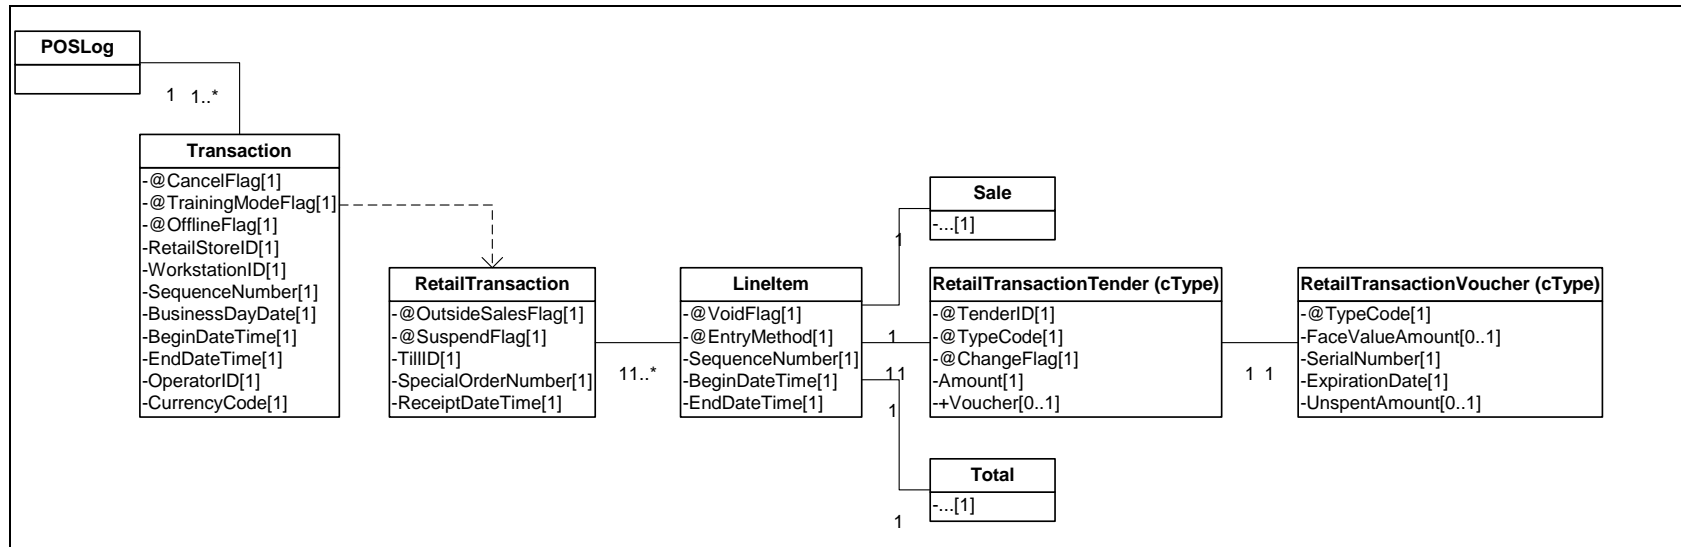 POSLog
1 1..*
Transaction
-@CancelFlag[1]
-@TrainingModeFlag[1]
-@OfflineFlag[1]
-RetailStoreID[1]
-WorkstationID[1]
-SequenceNumber[1]
-BusinessDayDate[1]
-BeginDateTime[1]
-EndDateTime[1]
-OperatorID[1]
-CurrencyCode[1]
RetailTransaction
-@OutsideSalesFlag[1]
-@SuspendFlag[1]
-TillID[1]
-SpecialOrderNumber[1]
-ReceiptDateTime[1]
11..*
LineItem
-@VoidFlag[1]
-@EntryMethod[1]
-SequenceNumber[1]
-BeginDateTime[1]
-EndDateTime[1]
1
1
11
1
1
Sale
-...[1]
RetailTransactionTender (cType)
-@TenderID[1]
-@TypeCode[1]
-@ChangeFlag[1]
-Amount[1]
-+Voucher[0..1]
Total
-...[1]
1 1
RetailTransactionVoucher (cType)
-@TypeCode[1]
-FaceValueAmount[0..1]
-SerialNumber[1]
-ExpirationDate[1]
-UnspentAmount[0..1]